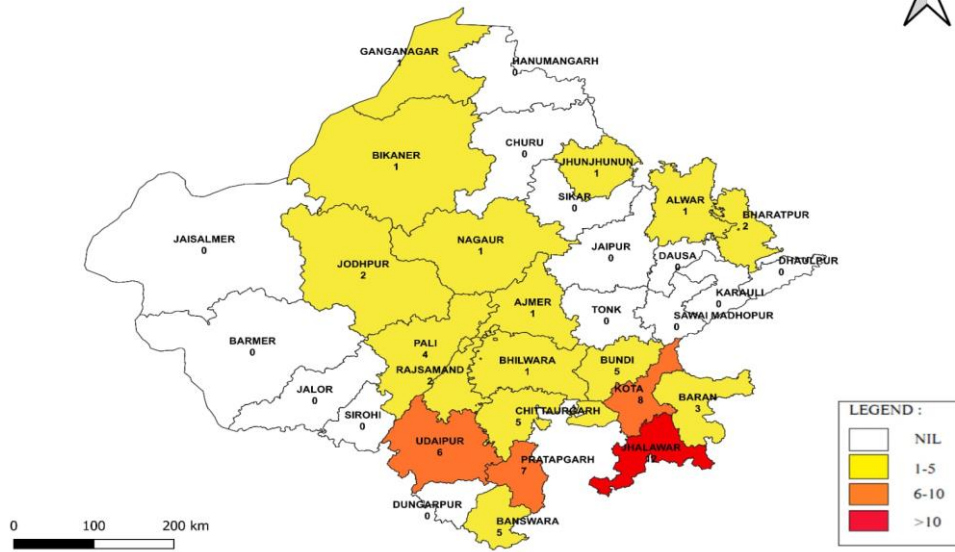 GANGANAGAR
1
HANUMANGARH
0
CHURU
0
BIKANER
1
JHUNJHUNUN
1
SIKAR
0
ALWAR
1
BHARATPUR
2
JAISALMER
0
NAGAUR
1
JAIPUR
0
DAUSA
0
DHAULPUR
0
JODHPUR
2
KARAULI
0
AJMER
1
TONK
0
SAWAI MADHOPUR
0
BARMER
0
PALI
4
BHILWARA
1
BUNDI
5
RAJSAMAND
2
KOTA
8
BARAN
3
JALOR
0
SIROHI
0
CHITTAURGARH
5
UDAIPUR
6
PRATAPGARH
7
JHALAWAR
DUNGARPUR
0
BANSWARA
5
LEGEND :
NIL
1-5
6-10
>10
0 100 200 km